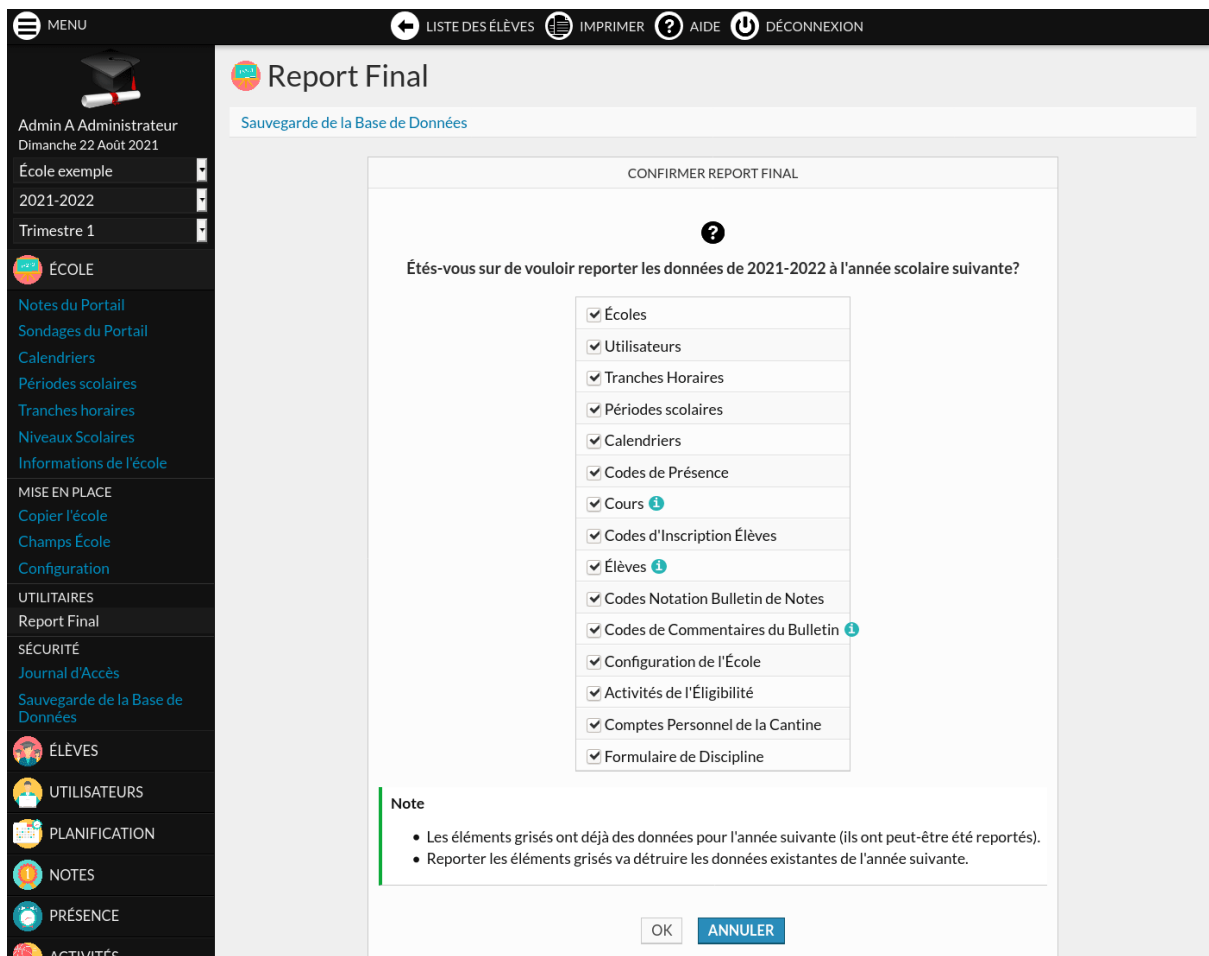 MENU
LISTE DES ÉLÈVES IMPRIMER ? AIDE DÉCONNEXION
Admin A Administrateur
Dimanche 22 Août 2021
École exemple
2021-2022
Trimestre 1
ÉCOLE
Notes du Portail
Sondages du Portail
Calendriers
Périodes scolaires
Tranches horaires
Niveaux Scolaires
Informations de l'école
MISE EN PLACE
Copier l'école
Champs École
Configuration
UTILITAIRES
Report Final
SÉCURITÉ
Journal d'Accès
Sauvegarde de la Base de
Données
ÉLÈVES
UTILISATEURS
PLANIFICATION
NOTES
PRÉSENCE
ACTIVITÉS
Report Final
Sauvegarde de la Base de Données
CONFIRMER REPORT FINAL
?
Étés-vous sur de vouloir reporter les données de 2021-2022 à l'année scolaire suivante?
Écoles
Utilisateurs
Tranches Horaires
Périodes scolaires
Calendriers
Codes de Présence
Cours i
Codes d'Inscription Élèves
Élèves i
Codes Notation Bulletin de Notes
Codes de Commentaires du Bulletin i
Configuration de l'École
Activités de l'Éligibilité
Comptes Personnel de la Cantine
Formulaire de Discipline
Note
• Les éléments grisés ont déjà des données pour l'année suivante (ils ont peut-être été reportés).
• Reporter les éléments grisés va détruire les données existantes de l'année suivante.
OK ANNULER